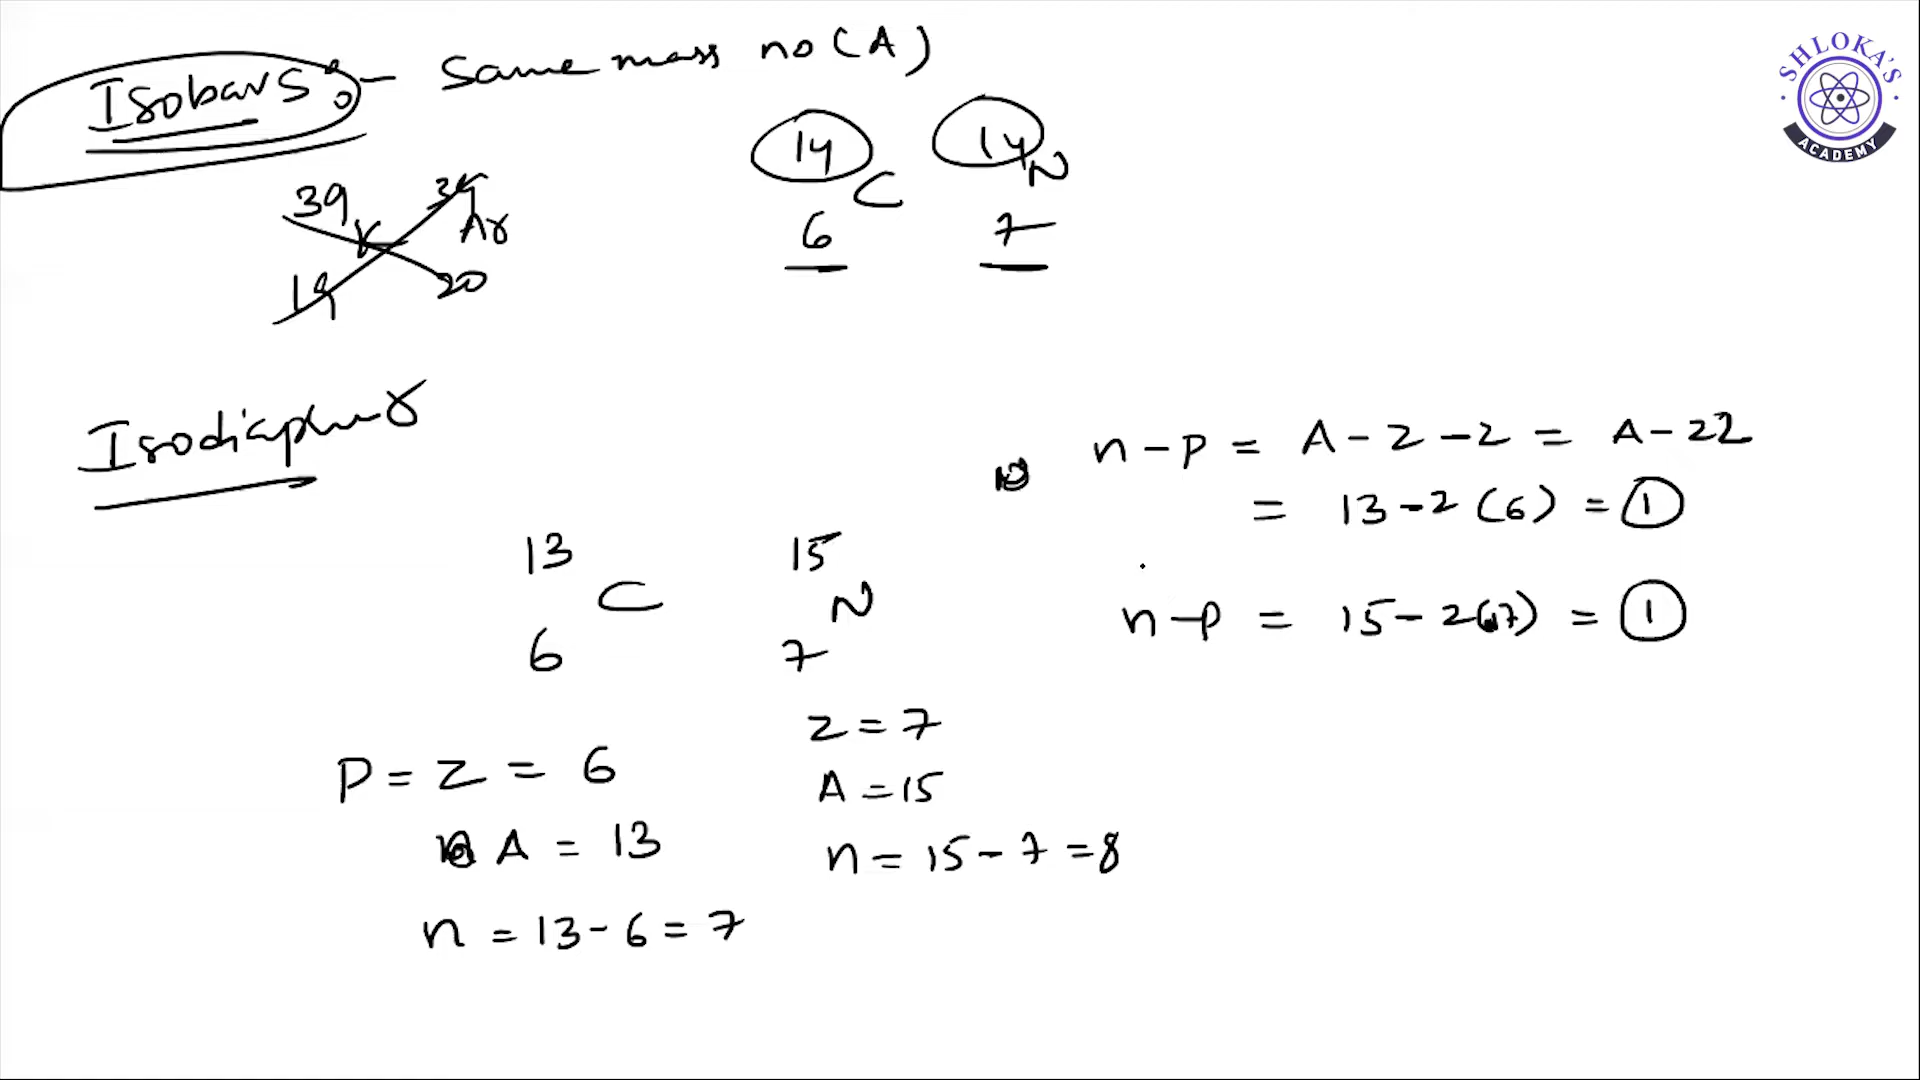 Isobars :- Same mass no (A)
SHLOKA'S
ACADEMY
14 C 6
14 N 7
39 K 19
39 Ar 20
Isodiapher
n - p = A - Z - Z = A - 2Z
= 13 - 2 (6) = 1
n - p = 15 - 2(7) = 1
13 C 6
15 N 7
P = Z = 6
A = 13
n = 13 - 6 = 7
Z = 7
A = 15
n = 15 - 7 = 8